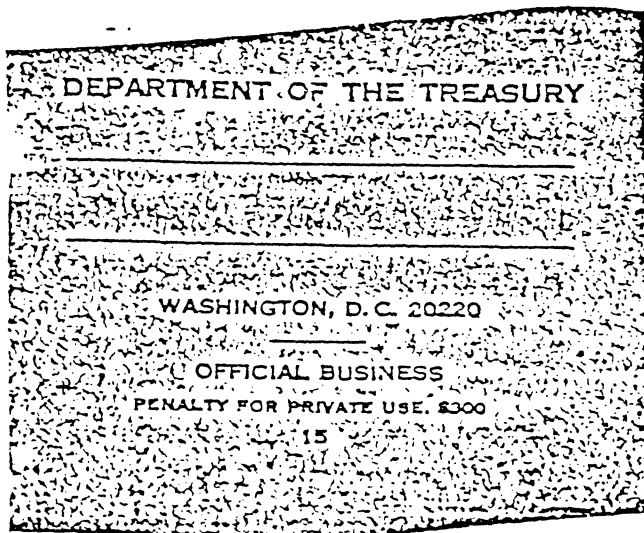 DEPARTMENT OF THE TREASURY
WASHINGTON, D. C. 20220
OFFICIAL BUSINESS
PENALTY FOR PRIVATE USE, $300
15